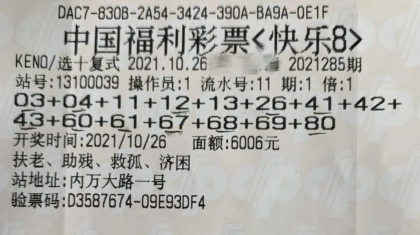 DAC7-830B-2A54-3424-390A-BA9A-0E1F
中国福利彩票<快乐8>
KENO/选十复式 2021.10.26 2021285期
站号:13100039 操作员:1 流水号:11 期:1 倍:1
03+04+11+12+13+26+41+42+
43+60+61+67+68+69+80
开奖时间:2021/10/26 面额:6006元
扶老、助残、救孤、济困
站地址:内万大路一号
验票码:D3587674-09E93DF4